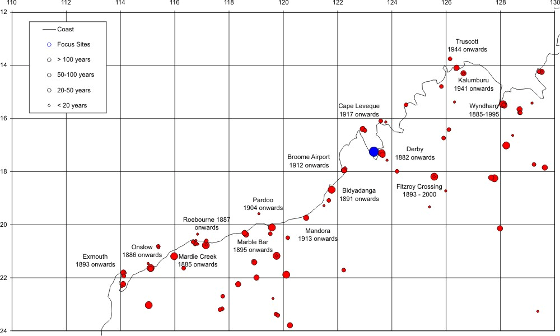 110 112 114 116 118 120 122 124 126 128 130
12
14
16
18
20
22
24
Coast
Focus Sites
> 100 years
50-100 years
20-50 years
< 20 years
Truscott
1944 onwards
Kalumburu
1941 onwards
Wyndham
1885-1995
Cape Leveque
1917 onwards
Derby
1882 onwards
Broome Airport
1912 onwards
Fitzroy Crossing
1893 - 2000
Bidyadanga
1891 onwards
Pardoo
1904 onwards
Mandora
1913 onwards
Roebourne 1887
onwards
Marble Bar
1895 onwards
Onslow
1886 onwards
Mardie Creek
1885 onwards
Exmouth
1893 onwards